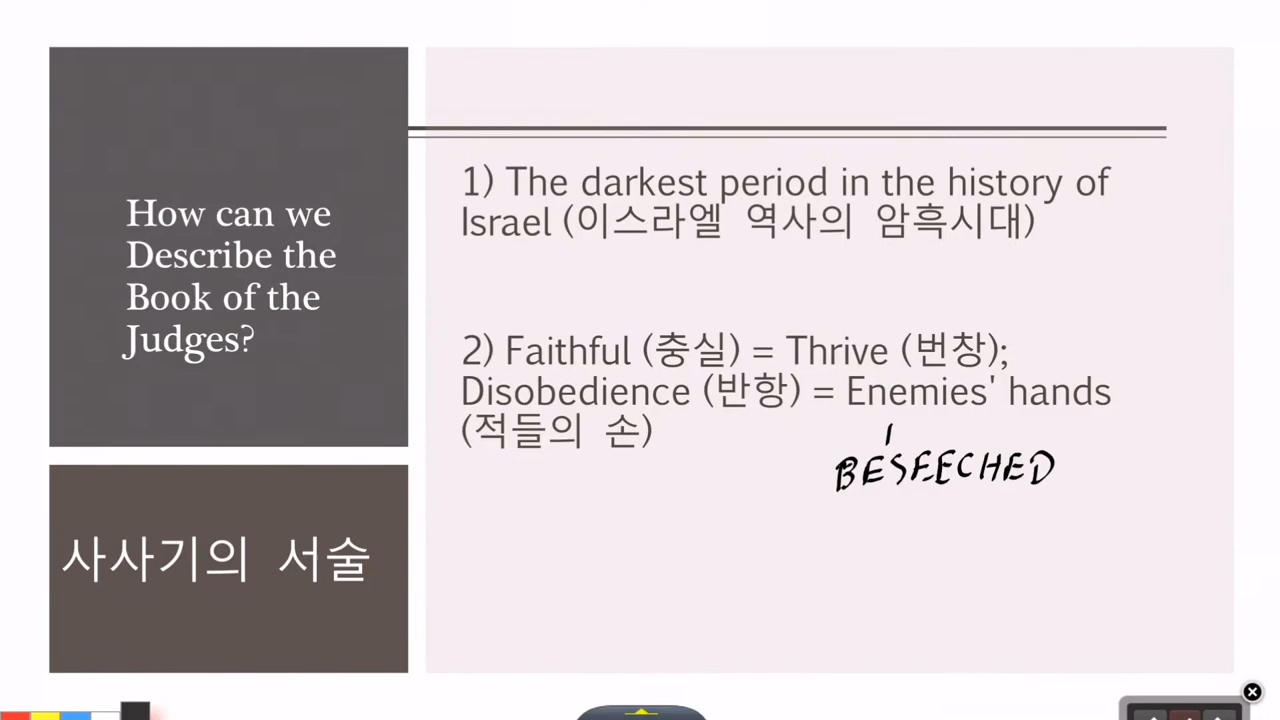 How can we
Describe the
Book of the
Judges?
사사기의 서술
1) The darkest period in the history of
Israel (이스라엘 역사의 암흑시대)
2) Faithful (충실) = Thrive (번창);
Disobedience (반항) = Enemies' hands
(적들의 손)
BESEECHED